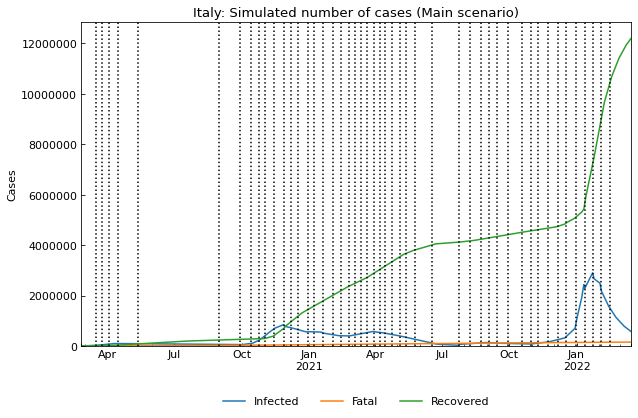 Italy: Simulated number of cases (Main scenario)
12000000
10000000
8000000
6000000
4000000
2000000
0
Cases
Apr Jul Oct Jan Apr Jul Oct Jan
2021 2022
Infected Fatal Recovered